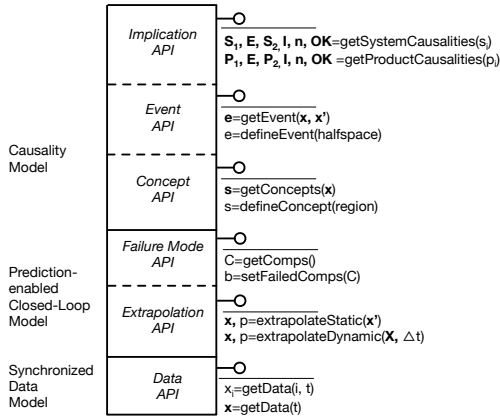 Implication
API
S₁, E, S₂, I, n, OK=getSystemCausalities(sᵢ)
P₁, E, P₂, I, n, OK =getProductCausalities(pᵢ)
Event
API
e=getEvent(x, x')
e=defineEvent(halfspace)
Causality
Model
Concept
API
s=getConcepts(x)
s=defineConcept(region)
Failure Mode
API
C=getComps()
b=setFailedComps(C)
Prediction-
enabled
Closed-Loop
Model
Extrapolation
API
x, p=extrapolateStatic(x')
x, p=extrapolateDynamic(X, △t)
Synchronized
Data
Model
Data
API
xᵢ=getData(i, t)
x=getData(t)